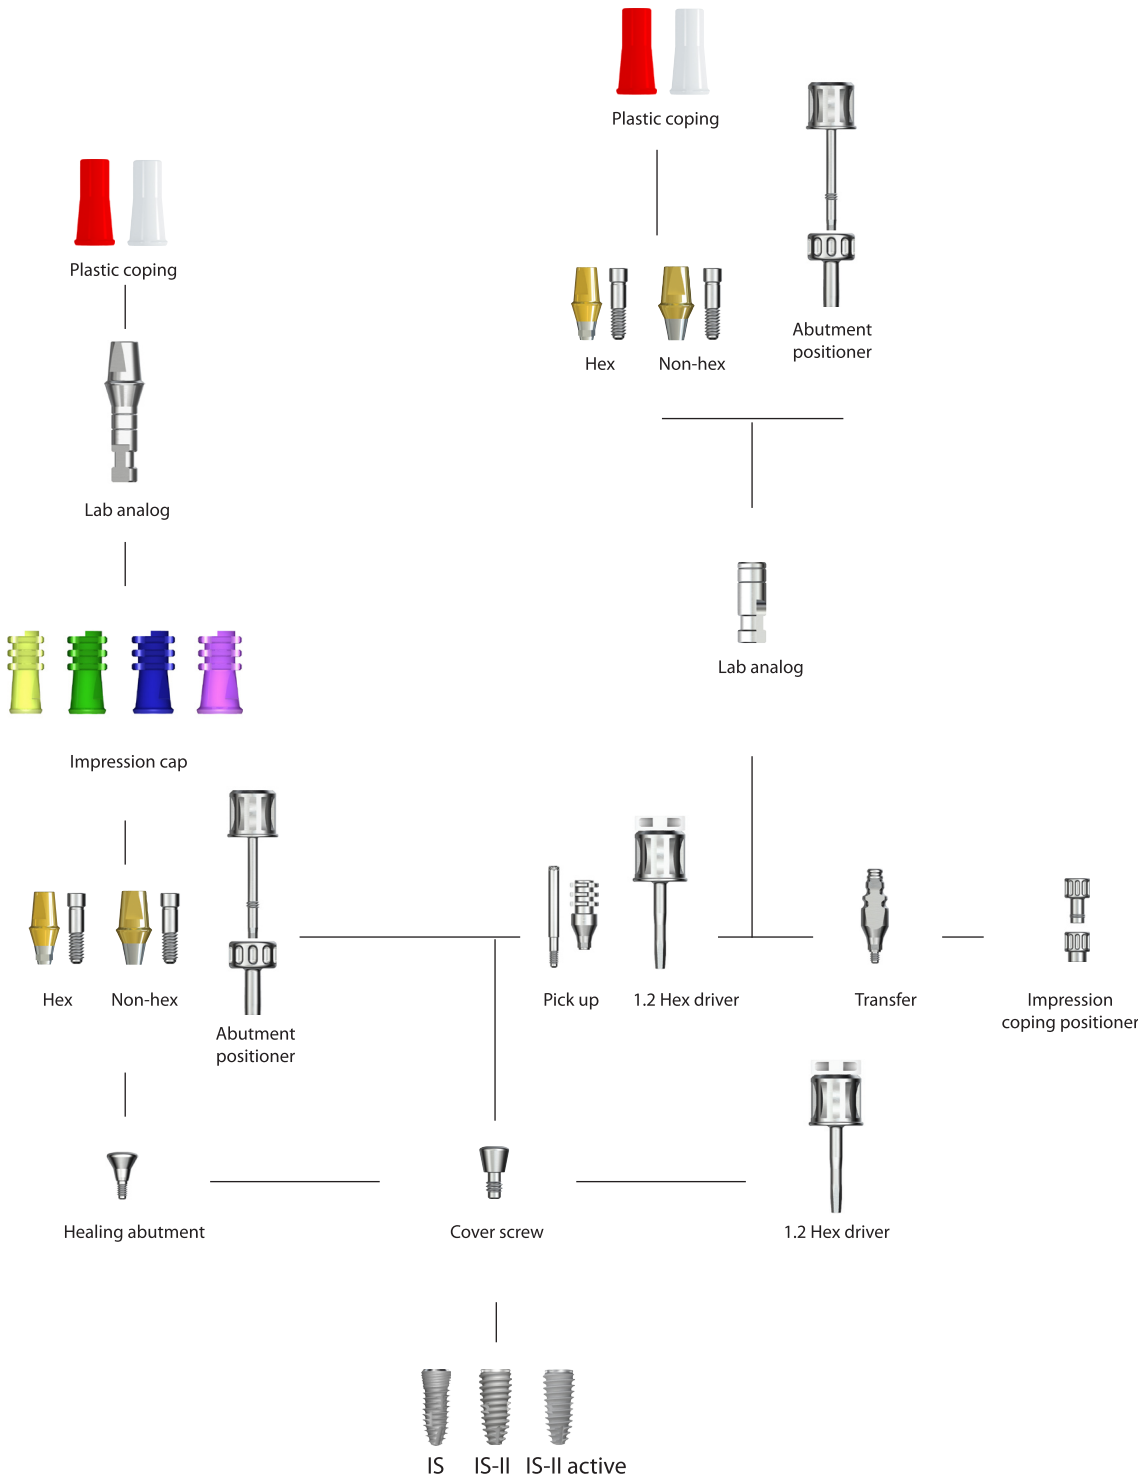 Plastic coping
Plastic coping
Abutment
positioner
Hex
Non-hex
Lab analog
Lab analog
Impression cap
Hex
Non-hex
Abutment
positioner
Pick up
1.2 Hex driver
Transfer
Impression
coping positioner
Healing abutment
Cover screw
1.2 Hex driver
IS
IS-II
IS-II active